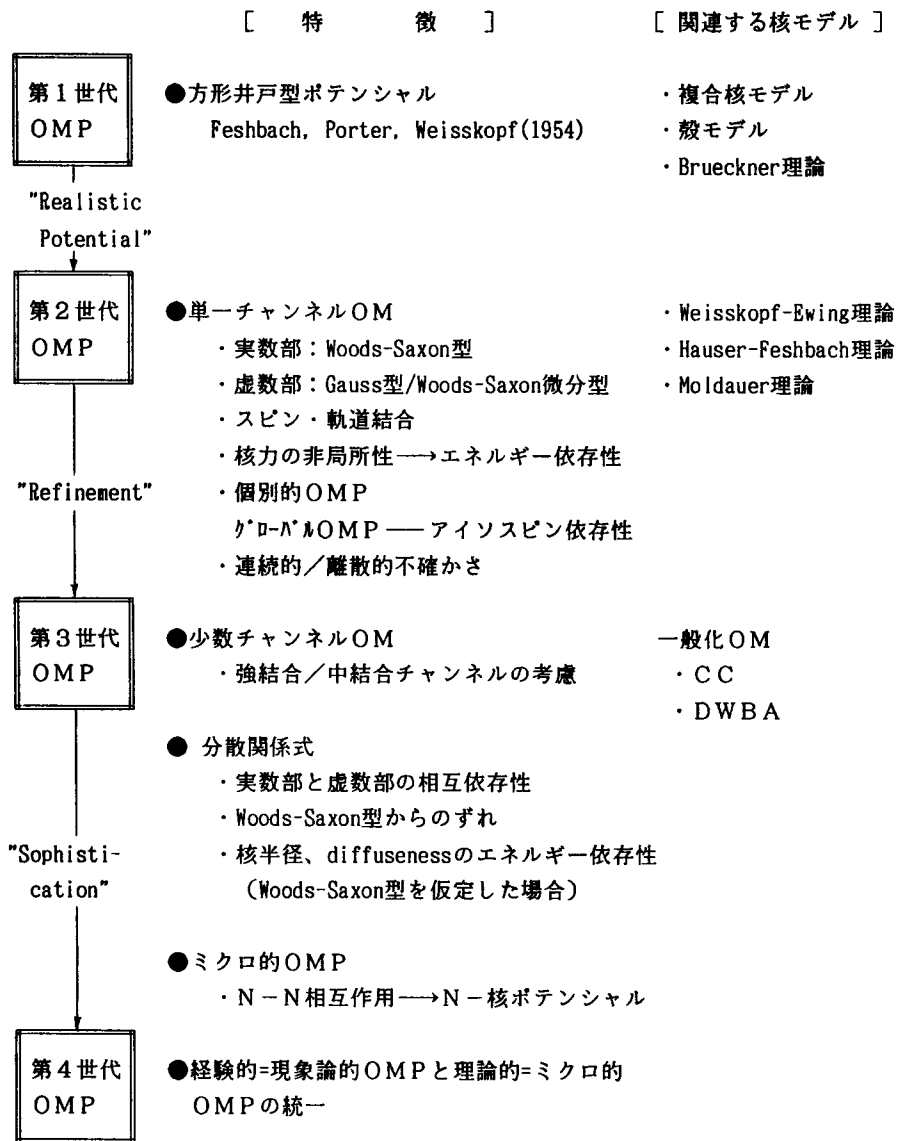 [ 特 徴 ] [ 関連する核モデル ]
第1世代 ●方形井戸型ポテンシャル ・複合核モデル
OMP Feshbach, Porter, Weisskopf(1954) ・殻モデル
・Brueckner理論
"Realistic
Potential"
第2世代 ●単一チャンネルOM ・Weisskopf-Ewing理論
OMP ・実数部：Woods-Saxon型 ・Hauser-Feshbach理論
・虚数部：Gauss型/Woods-Saxon微分型 ・Moldauer理論
・スピン・軌道結合
・核力の非局所性→エネルギー依存性
"Refinement" ・個別的OMP
ｸﾞﾛｰﾊﾞﾙOMP ── アイソスピン依存性
・連続的／離散的不確かさ
第3世代 ●少数チャンネルOM 一般化OM
OMP ・強結合／中結合チャンネルの考慮 ・CC
・DWBA
● 分散関係式
・実数部と虚数部の相互依存性
・Woods-Saxon型からのずれ
"Sophisti- ・核半径、diffusenessのエネルギー依存性
cation" （Woods-Saxon型を仮定した場合）
●ミクロ的OMP
・N－N相互作用→N－核ポテンシャル
第4世代 ●経験的=現象論的OMPと理論的=ミクロ的
OMP OMPの統一